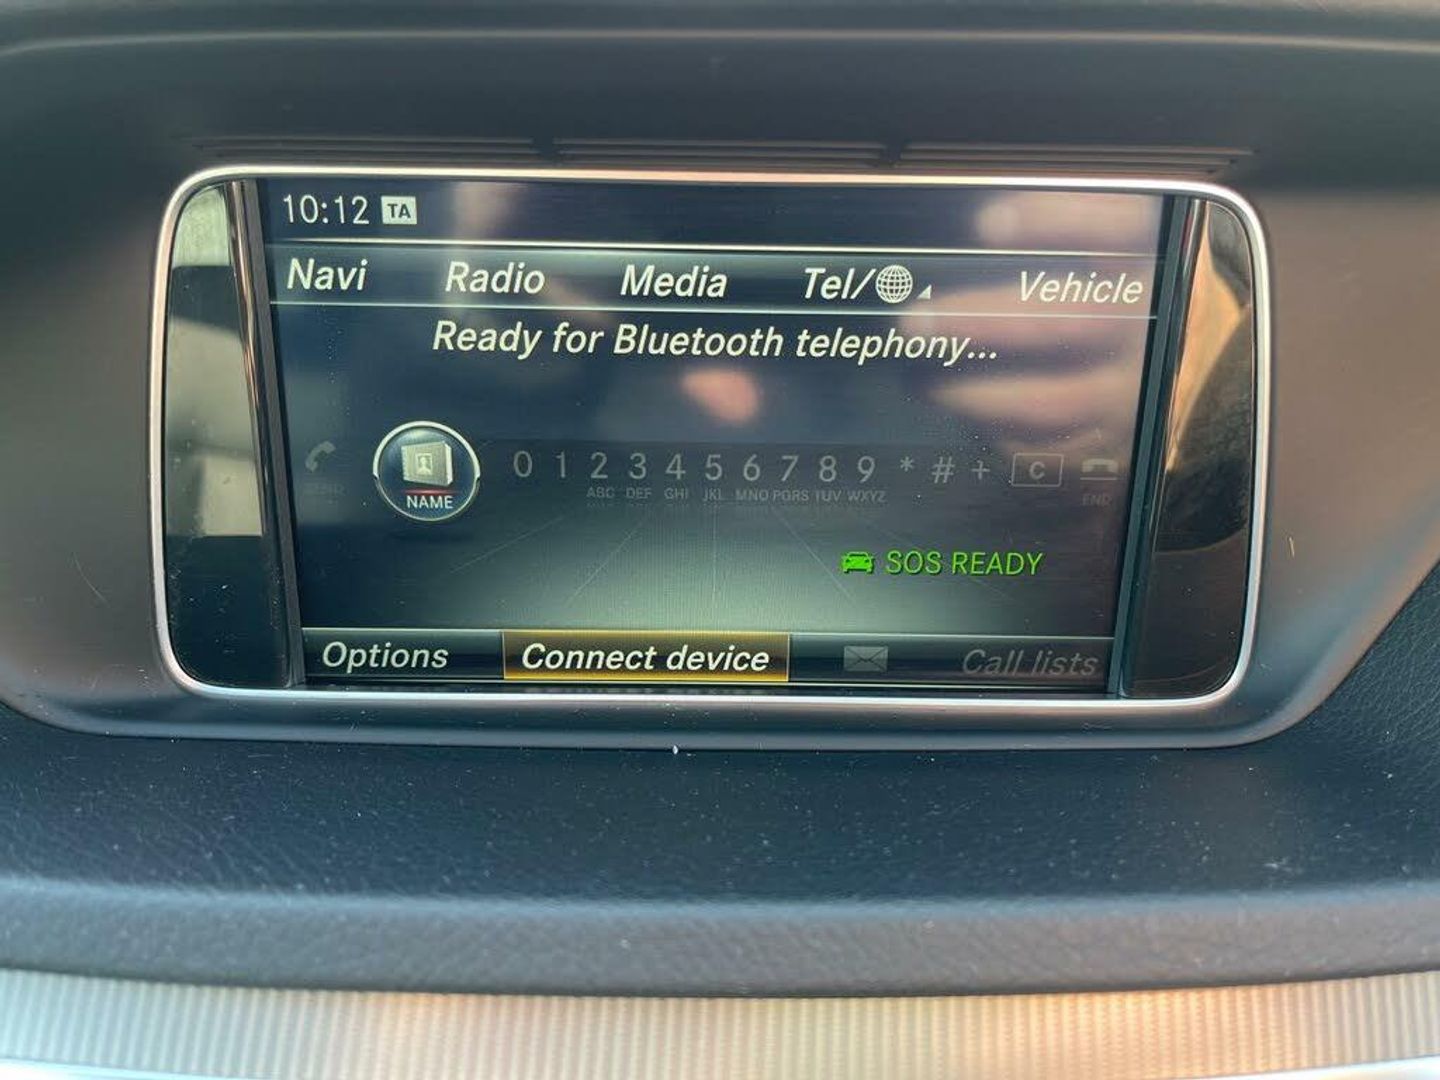 10:12 TA
Navi Radio Media Tel/ Vehicle
Ready for Bluetooth telephony...
0 1 2 3 4 5 6 7 8 9 * # + C
SEND NAME ABC DEF GHI JKL MNO PQRS TUV WXYZ END
SOS READY
Options Connect device Call lists